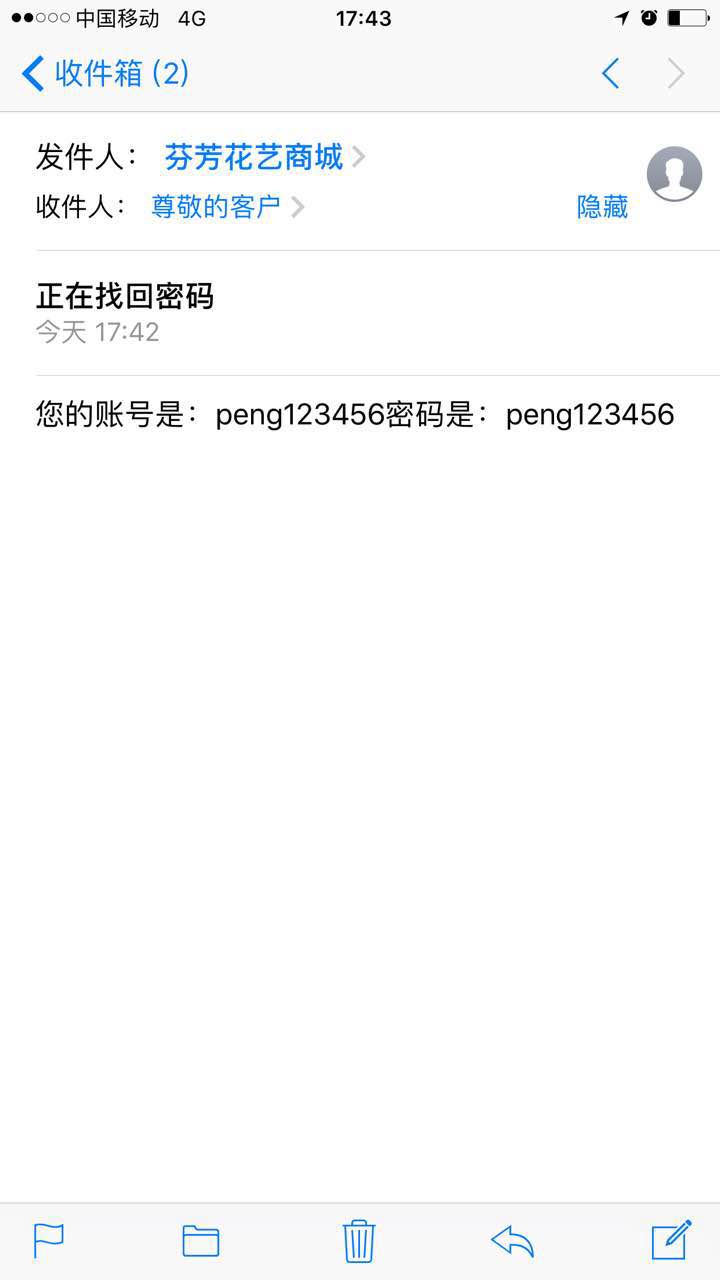 中国移动 4G 17:43
收件箱 (2)
发件人： 芬芳花艺商城
收件人： 尊敬的客户 隐藏
正在找回密码
今天 17:42
您的账号是：peng123456密码是：peng123456